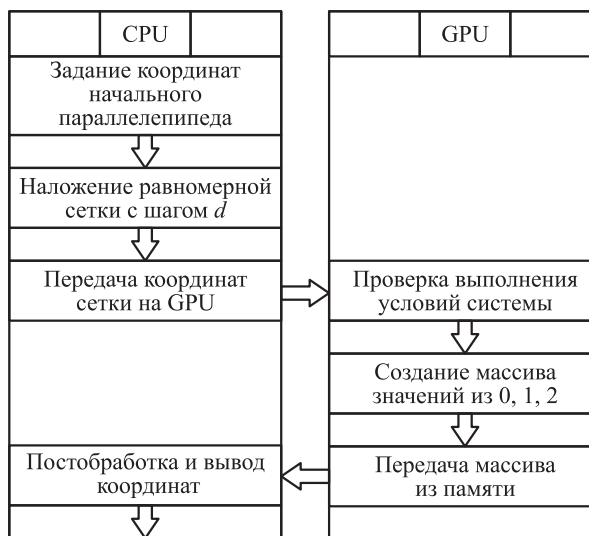 CPU
GPU
Задание координат
начального
параллелепипеда
Наложение равномерной
сетки с шагом d
Передача координат
сетки на GPU
Проверка выполнения
условий системы
Создание массива
значений из 0, 1, 2
Постобработка и вывод
координат
Передача массива
из памяти